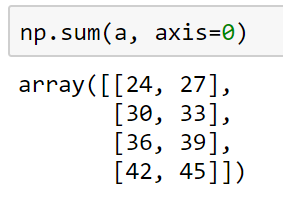 np.sum(a, axis=0)
array([[24, 27],
       [30, 33],
       [36, 39],
       [42, 45]])